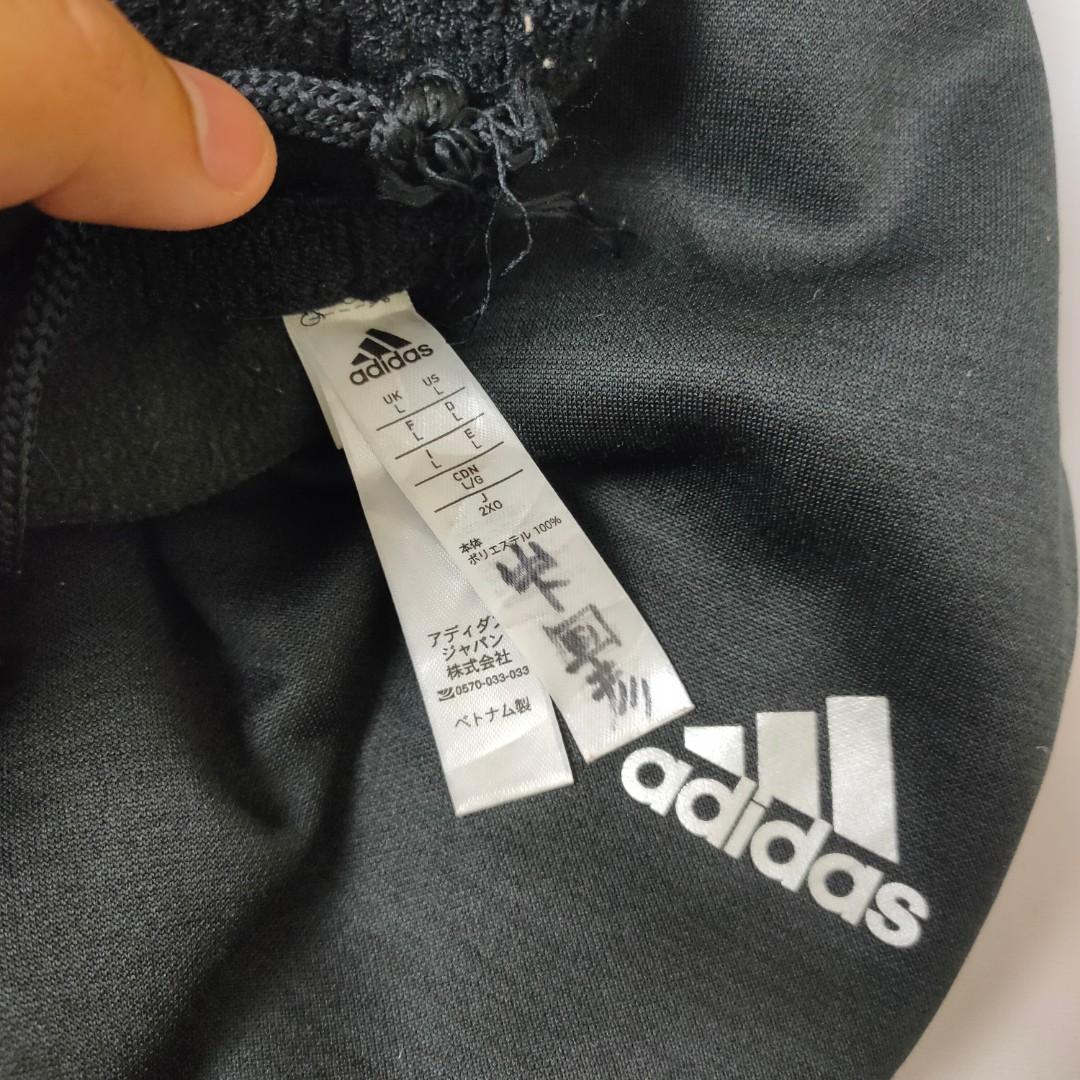 adidas
UK US
L L
F D
L L
I E
L L
CDN
L/G
J
2XO
本体
ポリエステル 100%
アディダ
ジャパン
株式会社
0570-033-033
ベトナム製
adidas